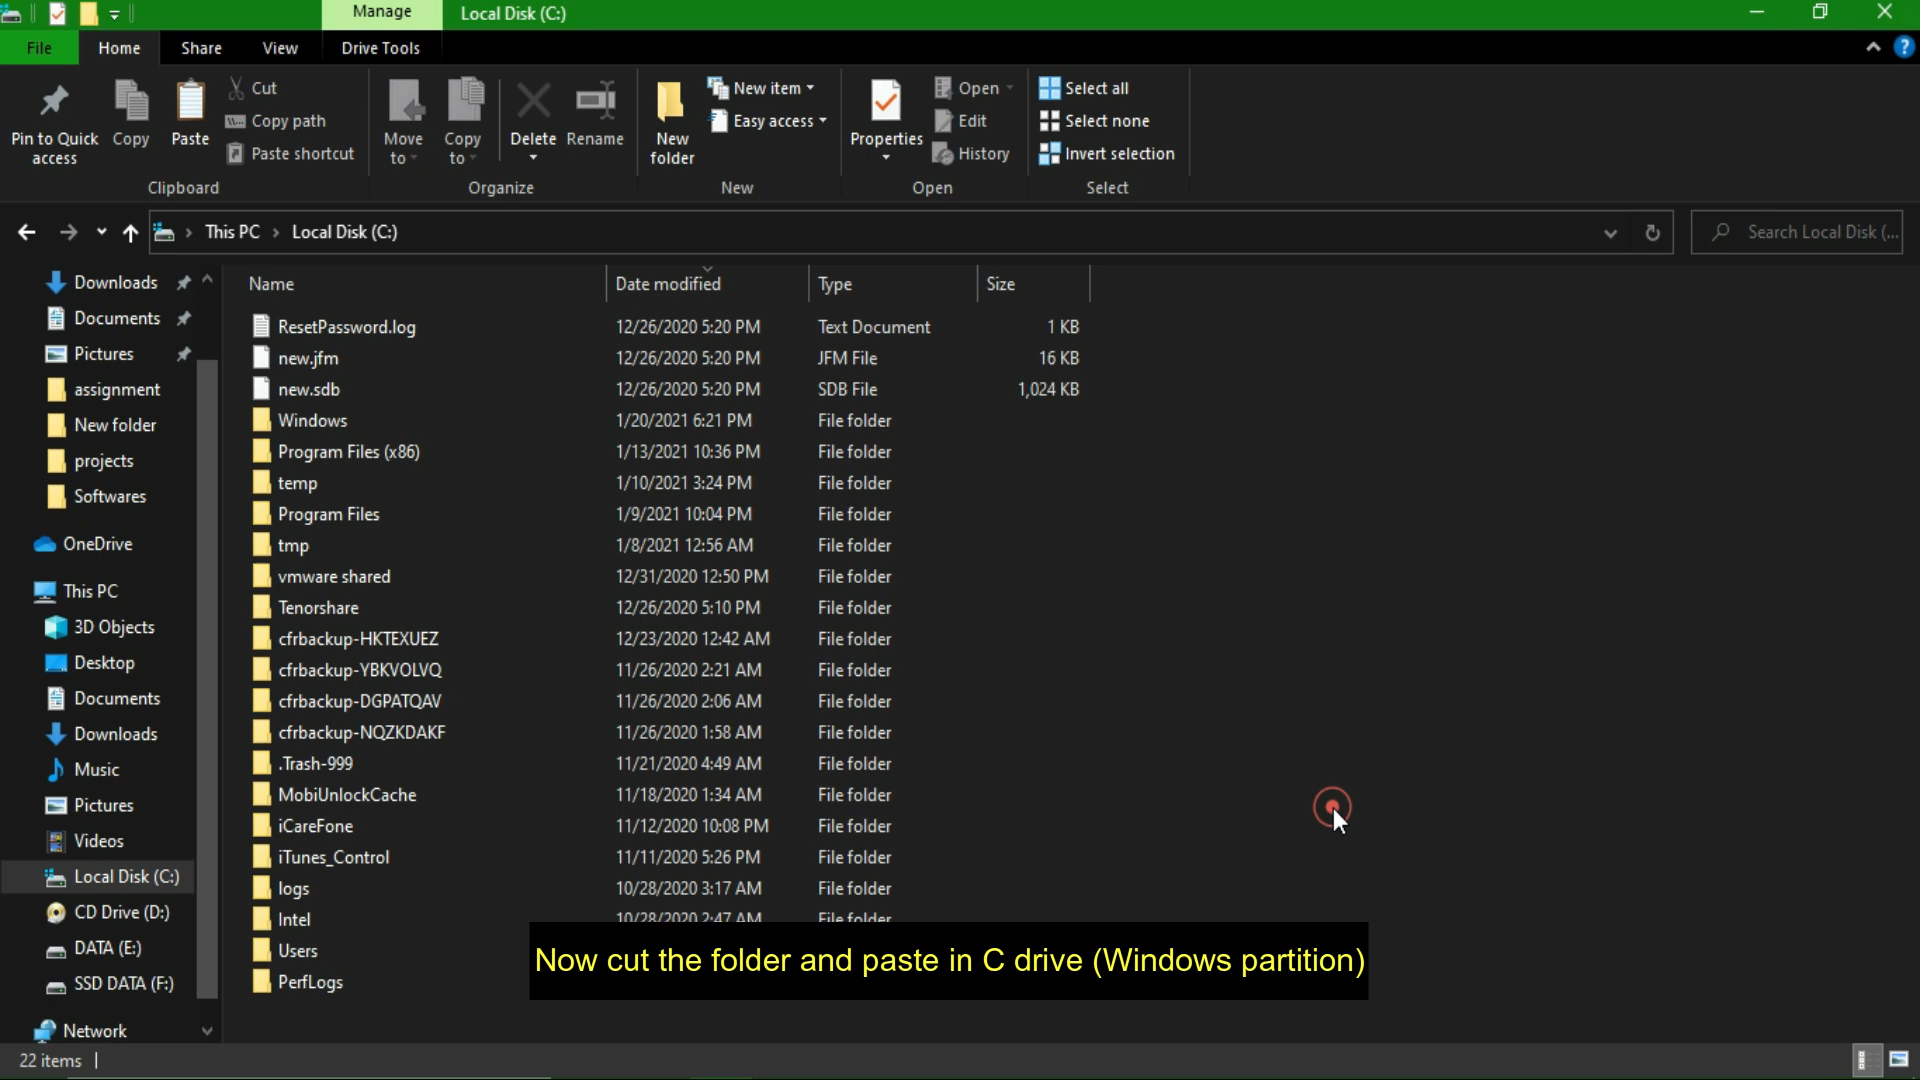 Manage Local Disk (C:)
File Home Share View Drive Tools
Pin to Quick access
Copy
Paste
Cut
Copy path
Paste shortcut
Clipboard
Move to
Copy to
Delete
Rename
Organize
New folder
New item
Easy access
New
Properties
Open
Edit
History
Open
Select all
Select none
Invert selection
Select
This PC › Local Disk (C:)
Search Local Disk (...
Downloads
Documents
Pictures
assignment
New folder
projects
Softwares
OneDrive
This PC
3D Objects
Desktop
Documents
Downloads
Music
Pictures
Videos
Local Disk (C:)
CD Drive (D:)
DATA (E:)
SSD DATA (F:)
Network
Name Date modified Type Size
ResetPassword.log 12/26/2020 5:20 PM Text Document 1 KB
new.jfm 12/26/2020 5:20 PM JFM File 16 KB
new.sdb 12/26/2020 5:20 PM SDB File 1,024 KB
Windows 1/20/2021 6:21 PM File folder
Program Files (x86) 1/13/2021 10:36 PM File folder
temp 1/10/2021 3:24 PM File folder
Program Files 1/9/2021 10:04 PM File folder
tmp 1/8/2021 12:56 AM File folder
vmware shared 12/31/2020 12:50 PM File folder
Tenorshare 12/26/2020 5:10 PM File folder
cfrbackup-HKTEXUEZ 12/23/2020 12:42 AM File folder
cfrbackup-YBKVOLVQ 11/26/2020 2:21 AM File folder
cfrbackup-DGPATQAV 11/26/2020 2:06 AM File folder
cfrbackup-NQZKDAKF 11/26/2020 1:58 AM File folder
.Trash-999 11/21/2020 4:49 AM File folder
MobiUnlockCache 11/18/2020 1:34 AM File folder
iCareFone 11/12/2020 10:08 PM File folder
iTunes_Control 11/11/2020 5:26 PM File folder
logs 10/28/2020 3:17 AM File folder
Intel 10/28/2020 2:47 AM File folder
Users
PerfLogs
Now cut the folder and paste in C drive (Windows partition)
22 items